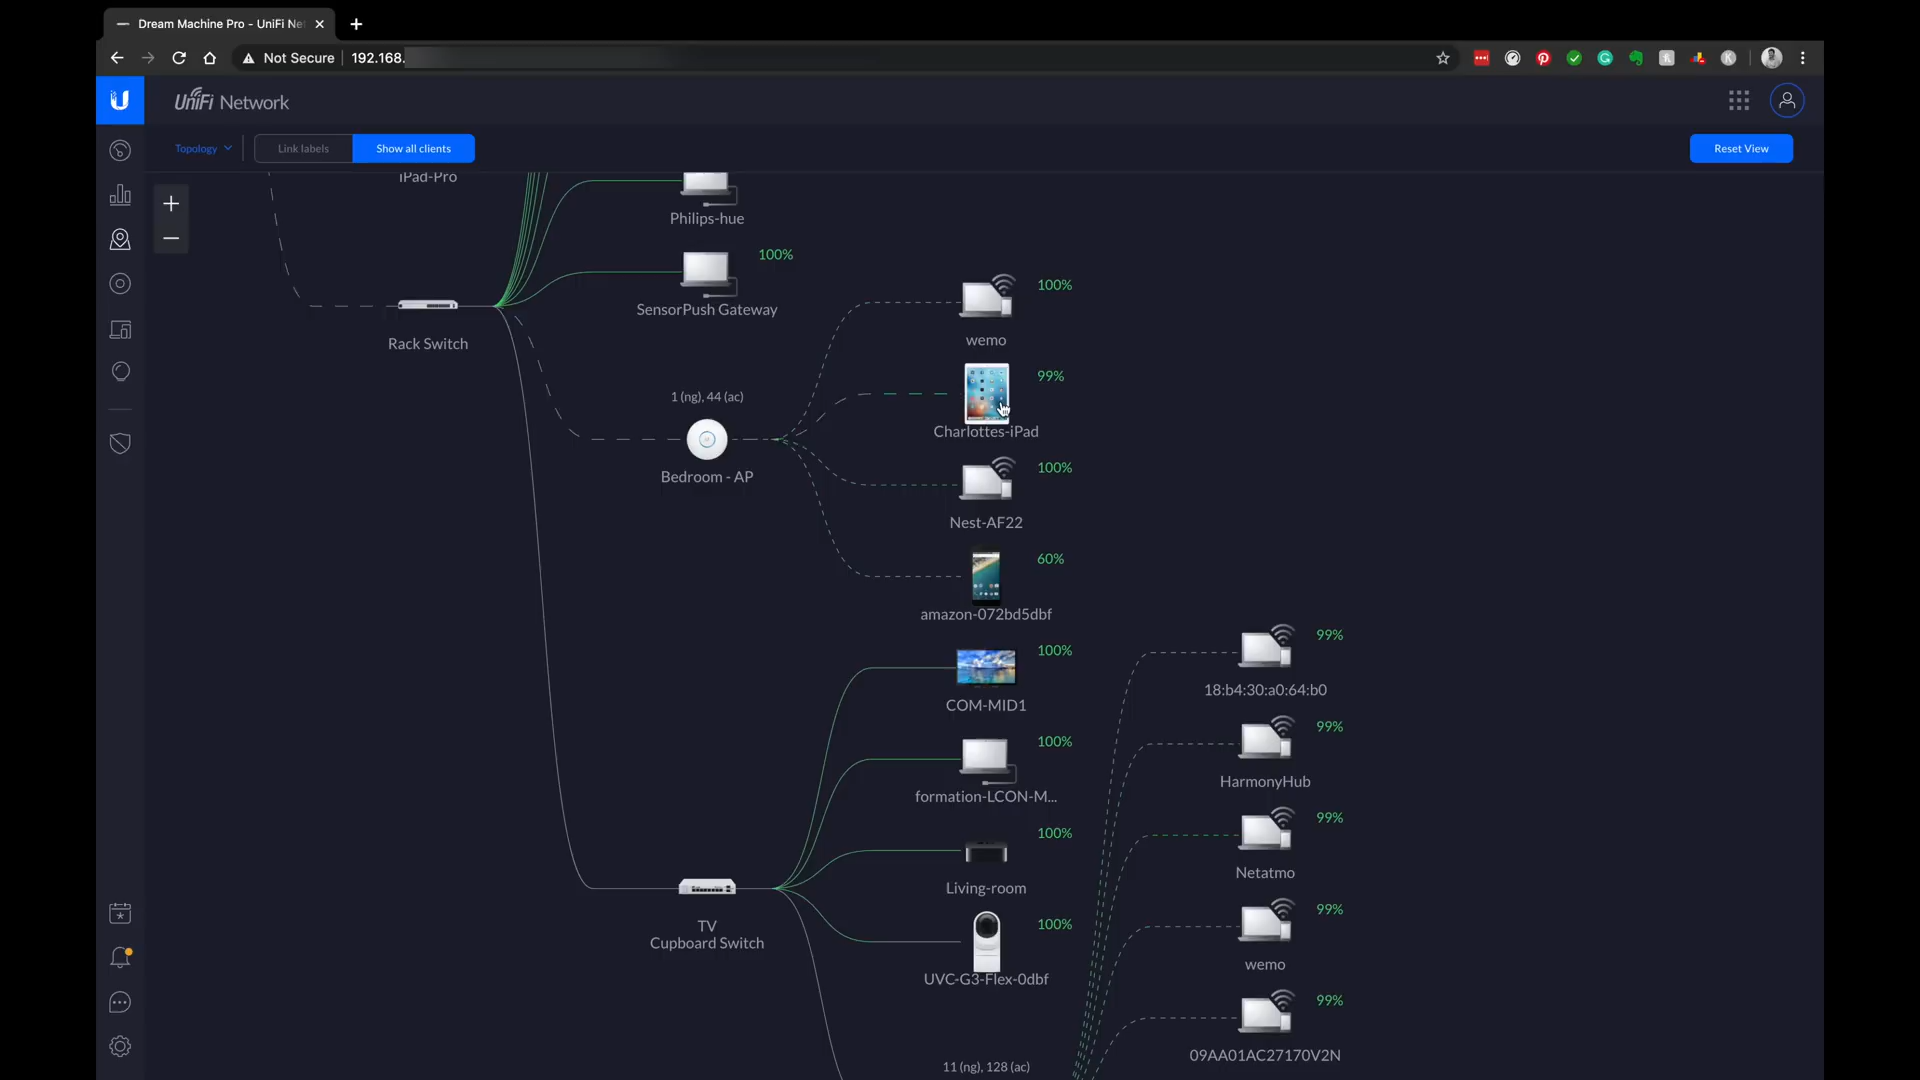 Dream Machine Pro - UniFi Ne
Not Secure
192.168.
UniFi Network
Topology
Link labels
Show all clients
Reset View
iPad-Pro
Philips-hue
100%
SensorPush Gateway
Rack Switch
100%
wemo
1 (ng), 44 (ac)
Bedroom - AP
99%
Charlottes-iPad
100%
Nest-AF22
60%
amazon-072bd5dbf
100%
COM-MID1
100%
formation-LCON-M...
100%
Living-room
100%
UVC-G3-Flex-0dbf
TV
Cupboard Switch
99%
18:b4:30:a0:64:b0
99%
HarmonyHub
99%
Netatmo
99%
wemo
99%
09AA01AC27170V2N
11 (ng), 128 (ac)